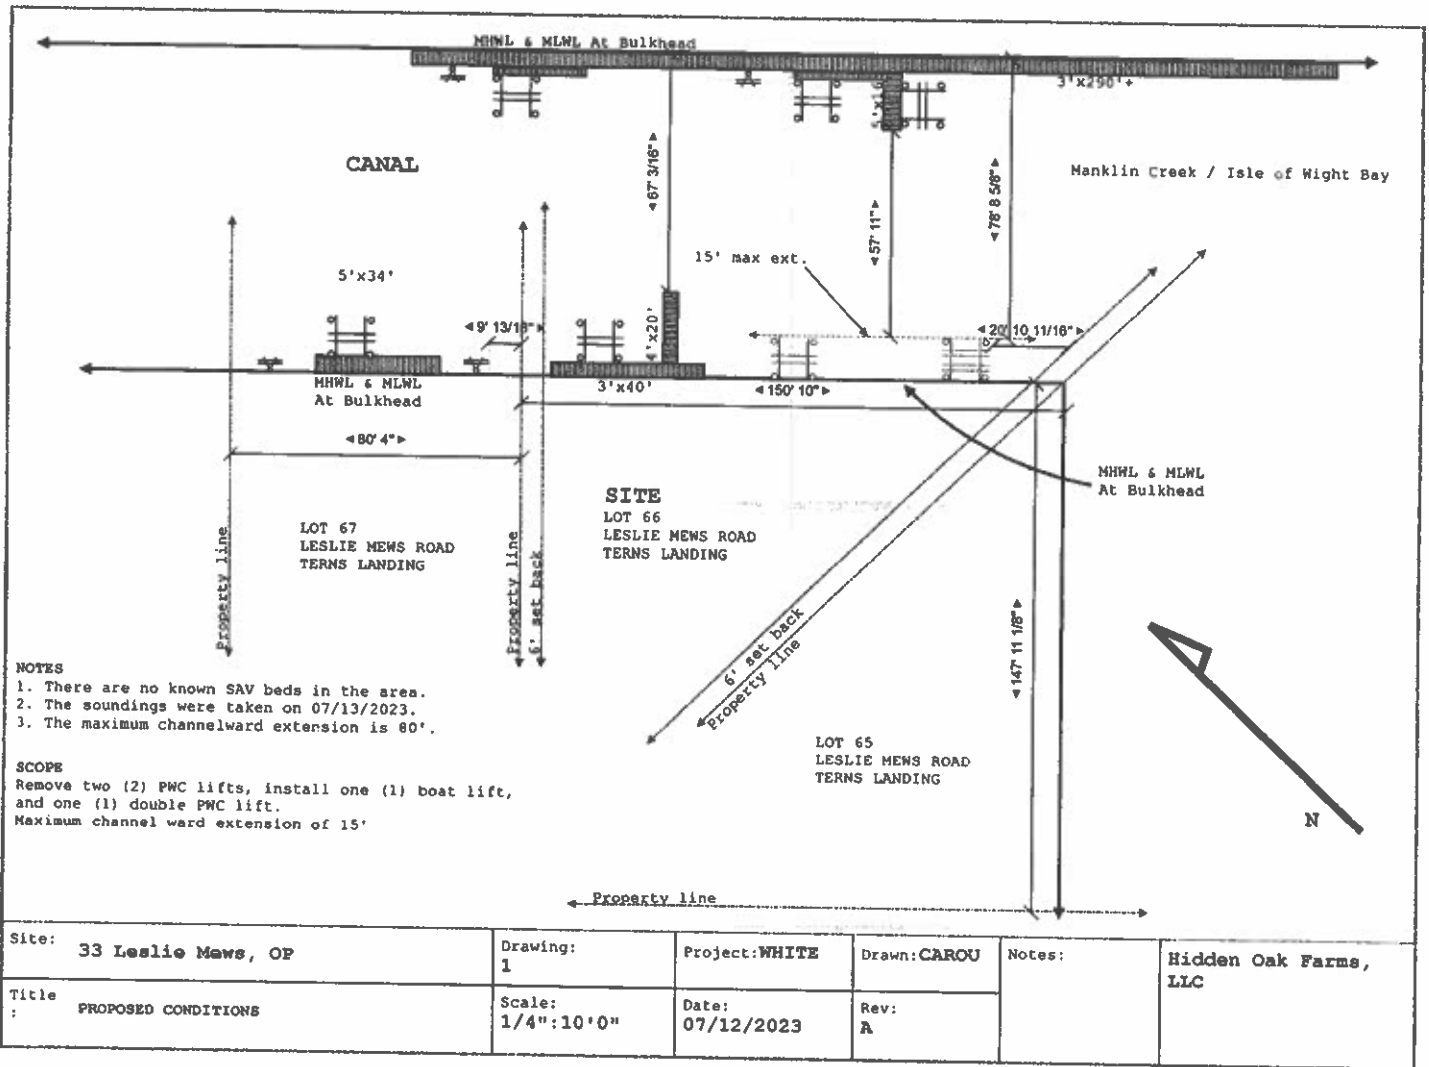 MHWL & MLWL At Bulkhead
3'x290'+
5'x16
CANAL
67' 3/16"
57' 11"
78' 8 5/8"
Manklin Creek / Isle of Wight Bay
15' max ext.
5'x34'
9' 13/16"
4'x20'
20' 10 11/16"
MHWL & MLWL
At Bulkhead
3'x40'
150' 10"
80' 4"
MHWL & MLWL
At Bulkhead
SITE
LOT 66
LESLIE MEWS ROAD
TERNS LANDING
LOT 67
LESLIE MEWS ROAD
TERNS LANDING
Property line
Property line
6' set back
6' set back
Property line
147' 11 1/8"
LOT 65
LESLIE MEWS ROAD
TERNS LANDING
N
NOTES
1. There are no known SAV beds in the area.
2. The soundings were taken on 07/13/2023.
3. The maximum channelward extension is 80'.
SCOPE
Remove two (2) PWC lifts, install one (1) boat lift,
and one (1) double PWC lift.
Maximum channel ward extension of 15'
Property line
Site: 33 Leslie Mews, OP
Drawing:
1
Project:WHITE
Drawn:CAROU
Notes:
Hidden Oak Farms,
LLC
Title
:
PROPOSED CONDITIONS
Scale:
1/4":10'0"
Date:
07/12/2023
Rev:
A